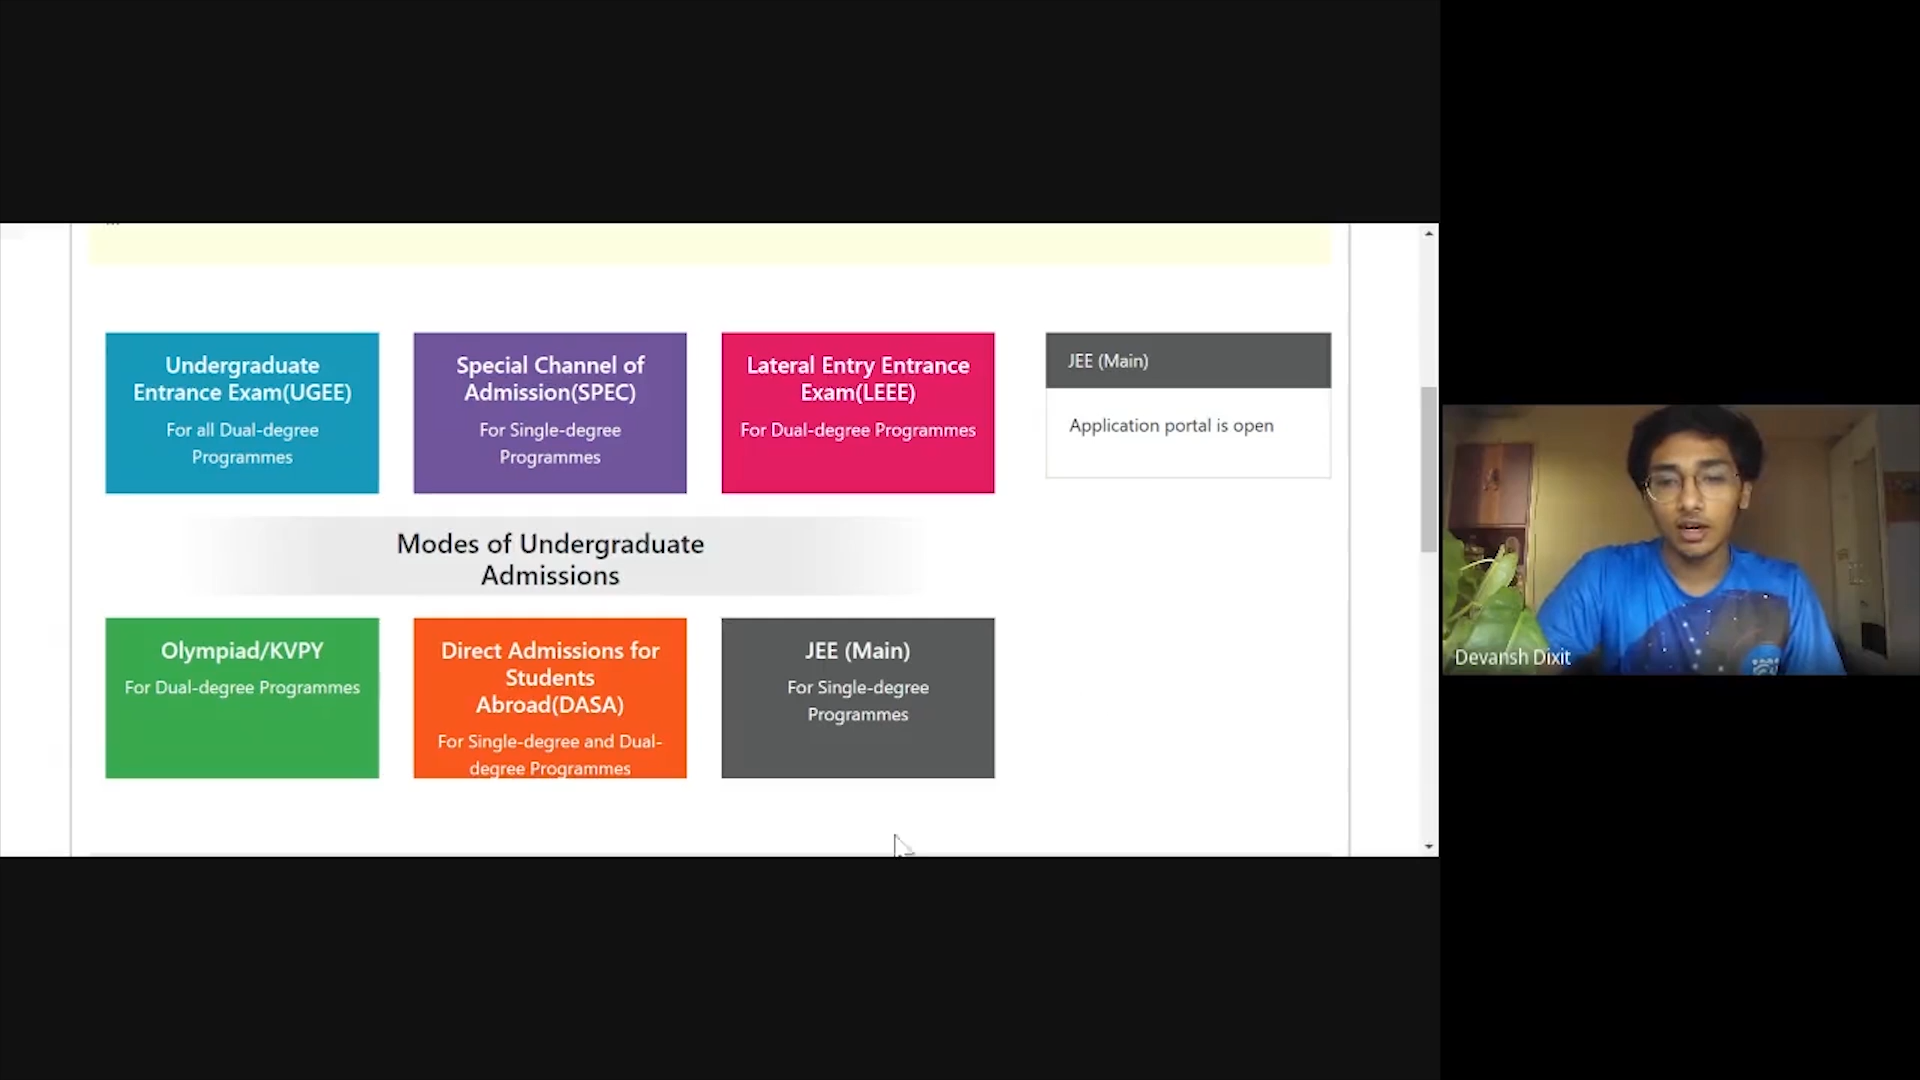 Undergraduate
Entrance Exam(UGEE)
For all Dual-degree
Programmes
Special Channel of
Admission(SPEC)
For Single-degree
Programmes
Lateral Entry Entrance
Exam(LEEE)
For Dual-degree Programmes
JEE (Main)
Application portal is open
Modes of Undergraduate
Admissions
Olympiad/KVPY
For Dual-degree Programmes
Direct Admissions for
Students
Abroad(DASA)
For Single-degree and Dual-
degree Programmes
JEE (Main)
For Single-degree
Programmes
Devansh Dixit